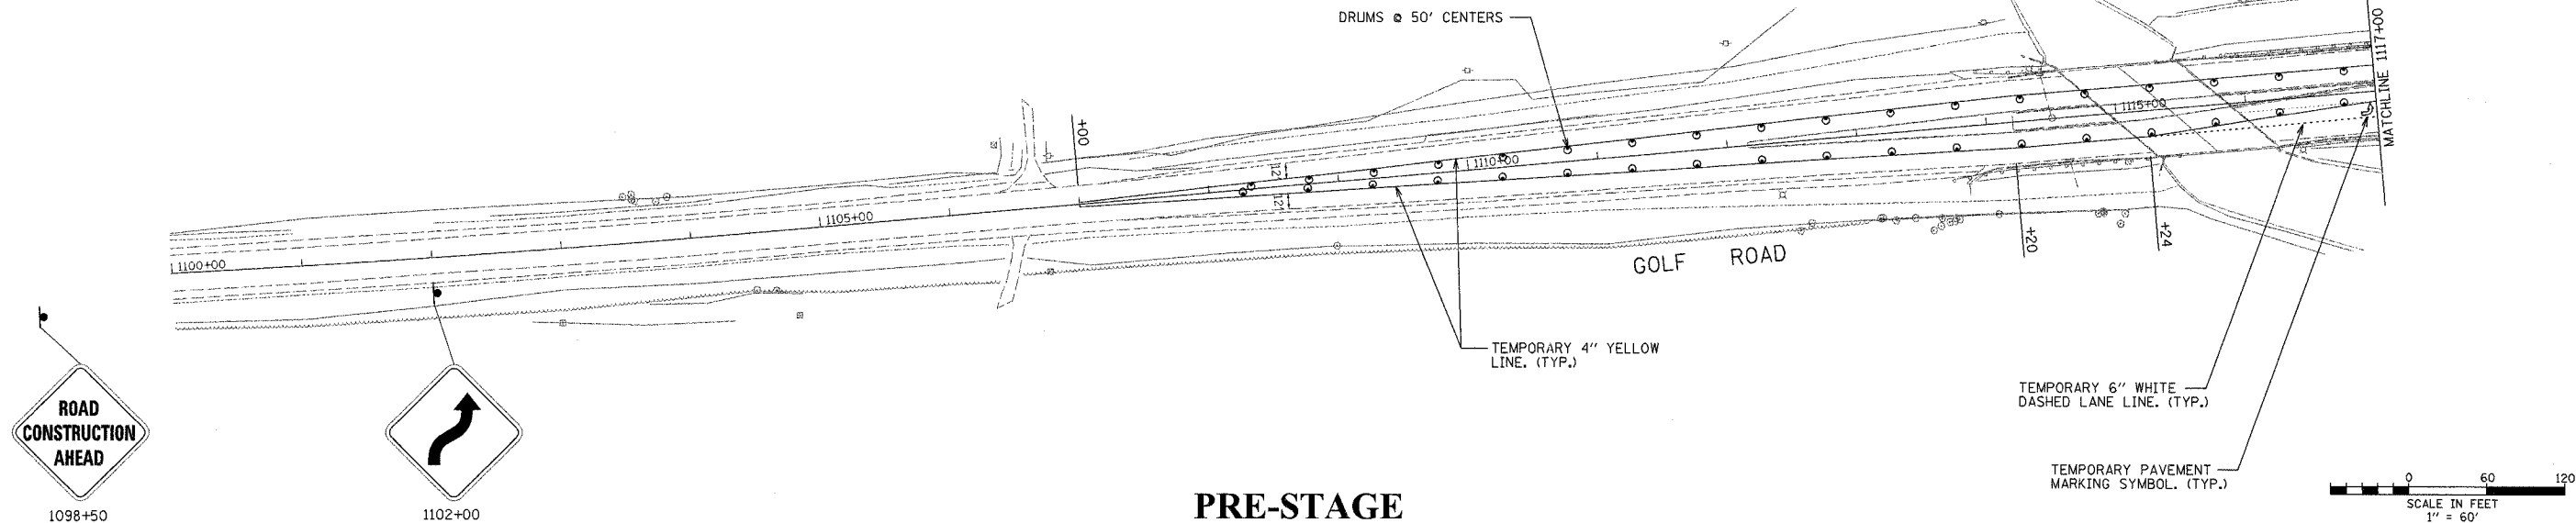 DRUMS @ 50' CENTERS
MATCHLINE 1117+00
+00
1115+00
12'
1110+00
12'
1105+00
1100+00
+20
+24
GOLF ROAD
TEMPORARY 4" YELLOW
LINE. (TYP.)
TEMPORARY 6" WHITE
DASHED LANE LINE. (TYP.)
TEMPORARY PAVEMENT
MARKING SYMBOL. (TYP.)
ROAD
CONSTRUCTION
AHEAD
1098+50
1102+00
PRE-STAGE
0 60 120
SCALE IN FEET
1" = 60'